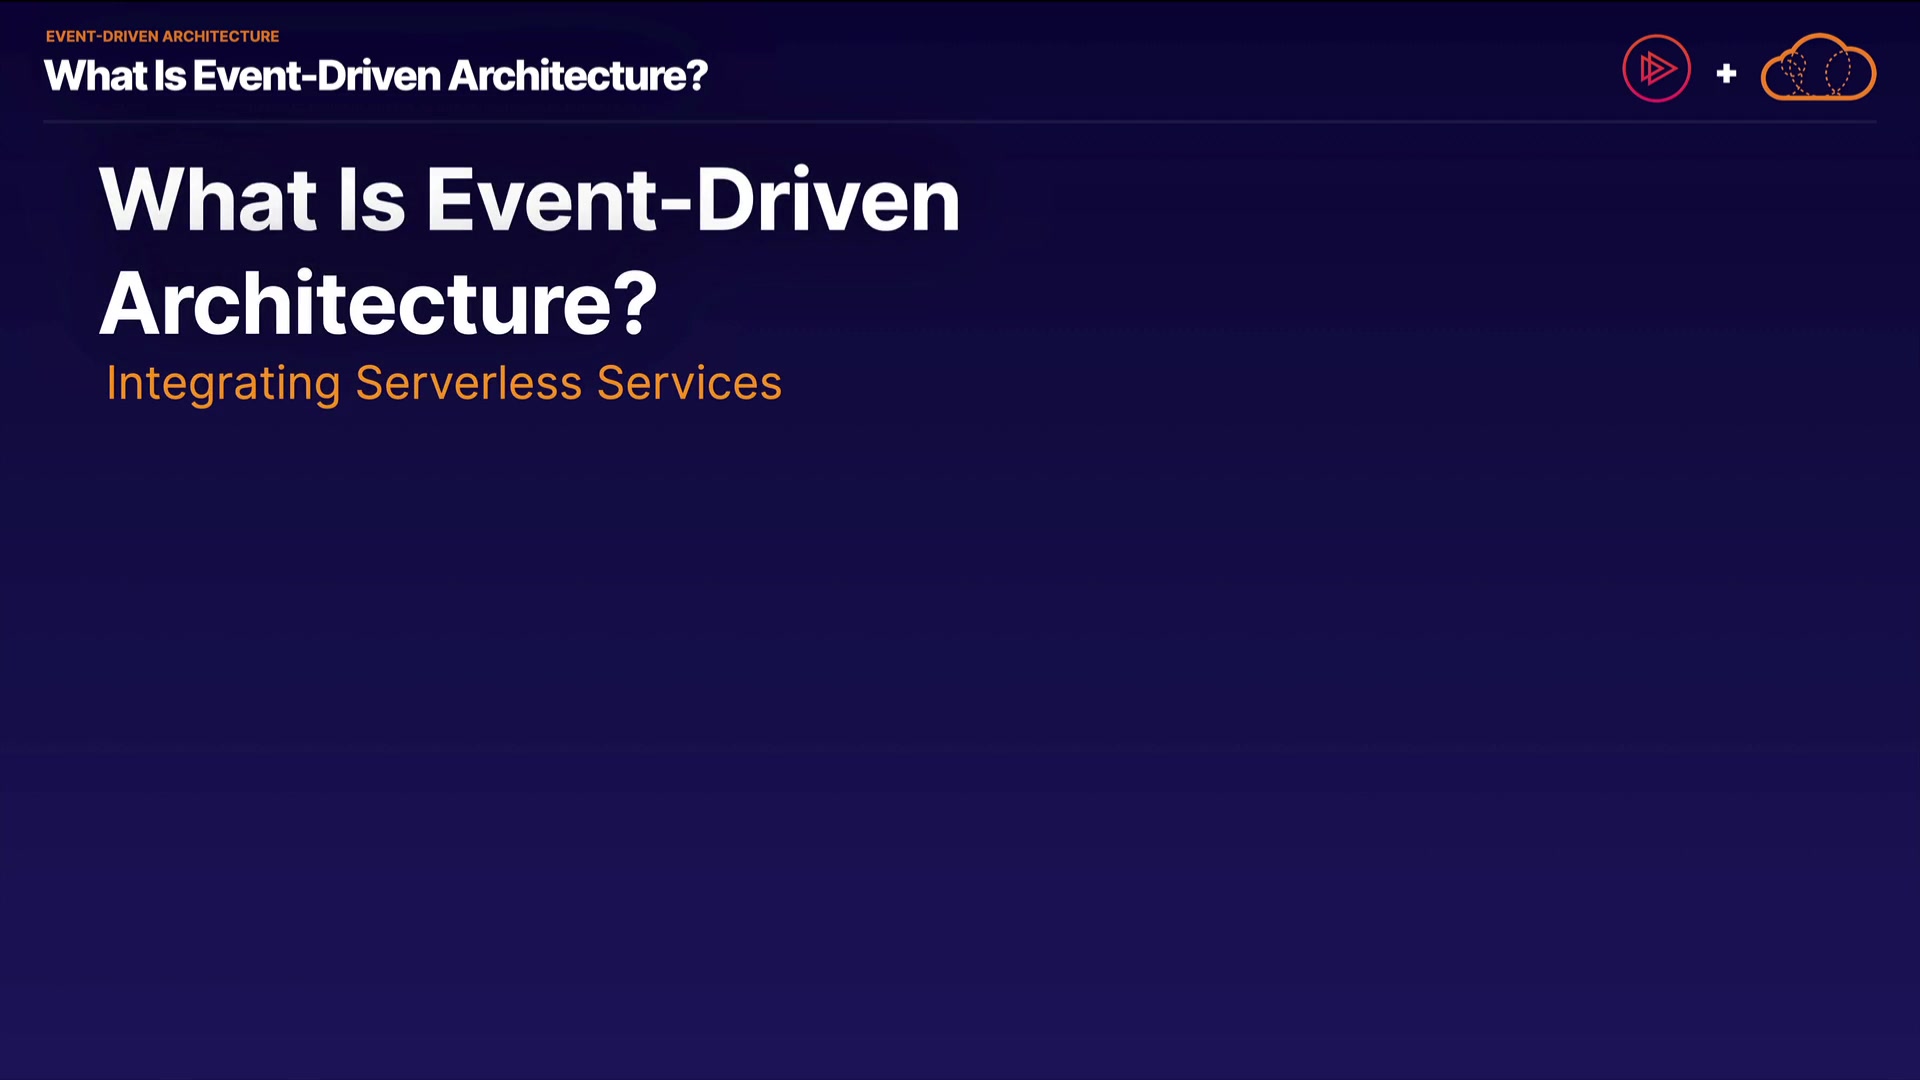 EVENT-DRIVEN ARCHITECTURE
What Is Event-Driven Architecture?
+
What Is Event-Driven
Architecture?
Integrating Serverless Services